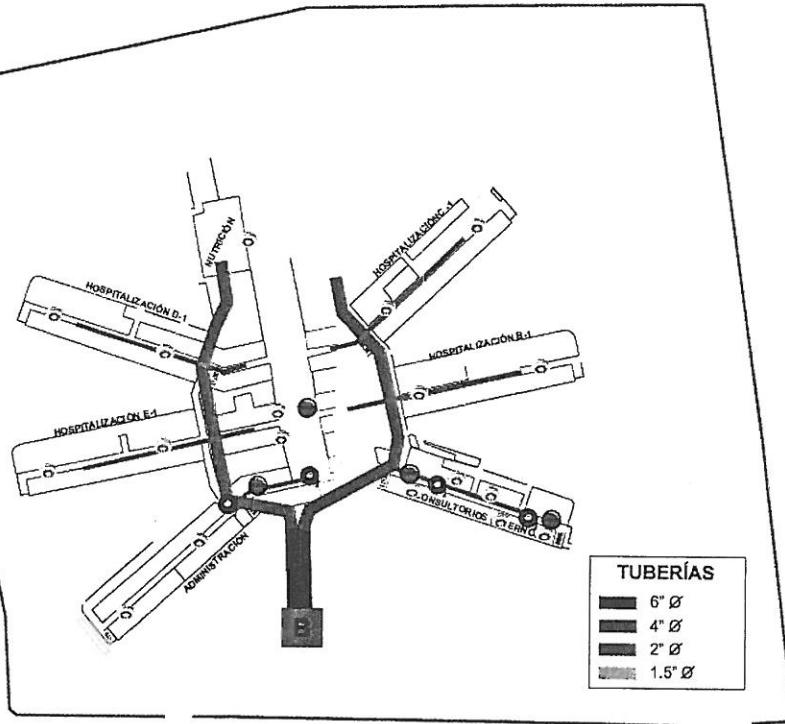 NUTRICIÓN
HOSPITALIZACIÓN C-1
HOSPITALIZACIÓN D-1
HOSPITALIZACIÓN B-1
HOSPITALIZACIÓN E-1
CONSULTORIOS
ADMINISTRACIÓN
B
TUBERÍAS
6" Ø
4" Ø
2" Ø
1.5" Ø